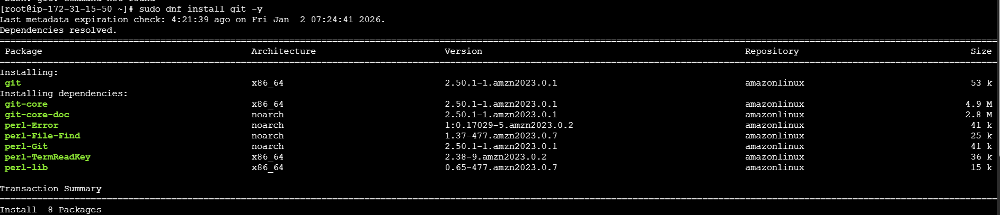 [root@ip-172-31-15-50 ~]# sudo dnf install git -y
Last metadata expiration check: 4:21:39 ago on Fri Jan  2 07:24:41 2026.
Dependencies resolved.
================================================================================
 Package Architecture Version Repository Size
================================================================================
Installing:
 git x86_64 2.50.1-1.amzn2023.0.1 amazonlinux 53 k
Installing dependencies:
 git-core x86_64 2.50.1-1.amzn2023.0.1 amazonlinux 4.9 M
 git-core-doc noarch 2.50.1-1.amzn2023.0.1 amazonlinux 2.8 M
 perl-Error noarch 1:0.17029-5.amzn2023.0.2 amazonlinux 41 k
 perl-File-Find noarch 1.37-477.amzn2023.0.7 amazonlinux 25 k
 perl-Git noarch 2.50.1-1.amzn2023.0.1 amazonlinux 41 k
 perl-TermReadKey x86_64 2.38-9.amzn2023.0.2 amazonlinux 36 k
 perl-lib x86_64 0.65-477.amzn2023.0.7 amazonlinux 15 k
Transaction Summary
================================================================================
Install  8 Packages